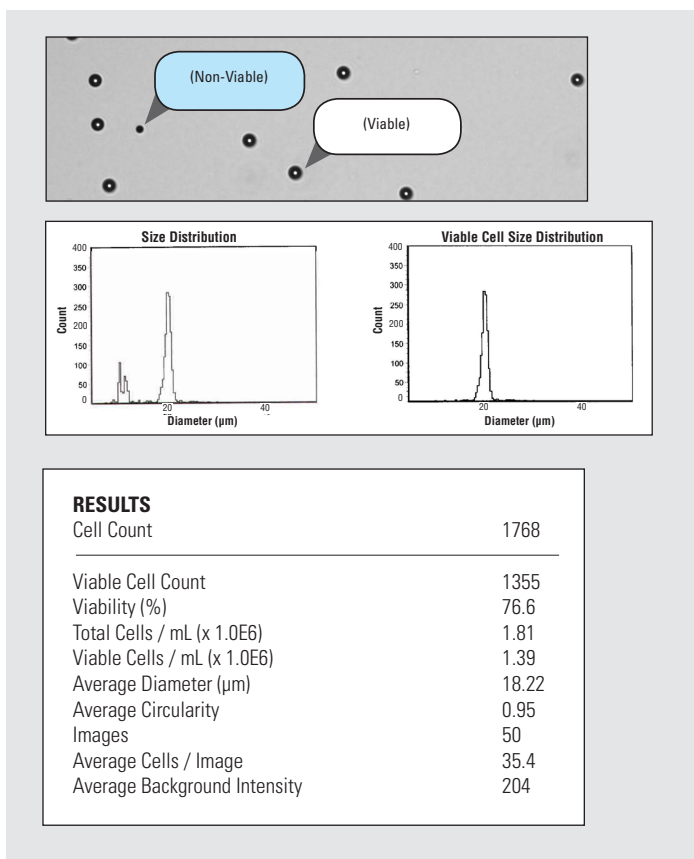 (Non-Viable)
(Viable)
Size Distribution
400
350
300
250
200
150
100
50
0
Count
20
40
Diameter (µm)
Viable Cell Size Distribution
400
350
300
250
200
150
100
50
0
Count
20
40
Diameter (µm)
RESULTS
Cell Count 1768
Viable Cell Count 1355
Viability (%) 76.6
Total Cells / mL (x 1.0E6) 1.81
Viable Cells / mL (x 1.0E6) 1.39
Average Diameter (µm) 18.22
Average Circularity 0.95
Images 50
Average Cells / Image 35.4
Average Background Intensity 204